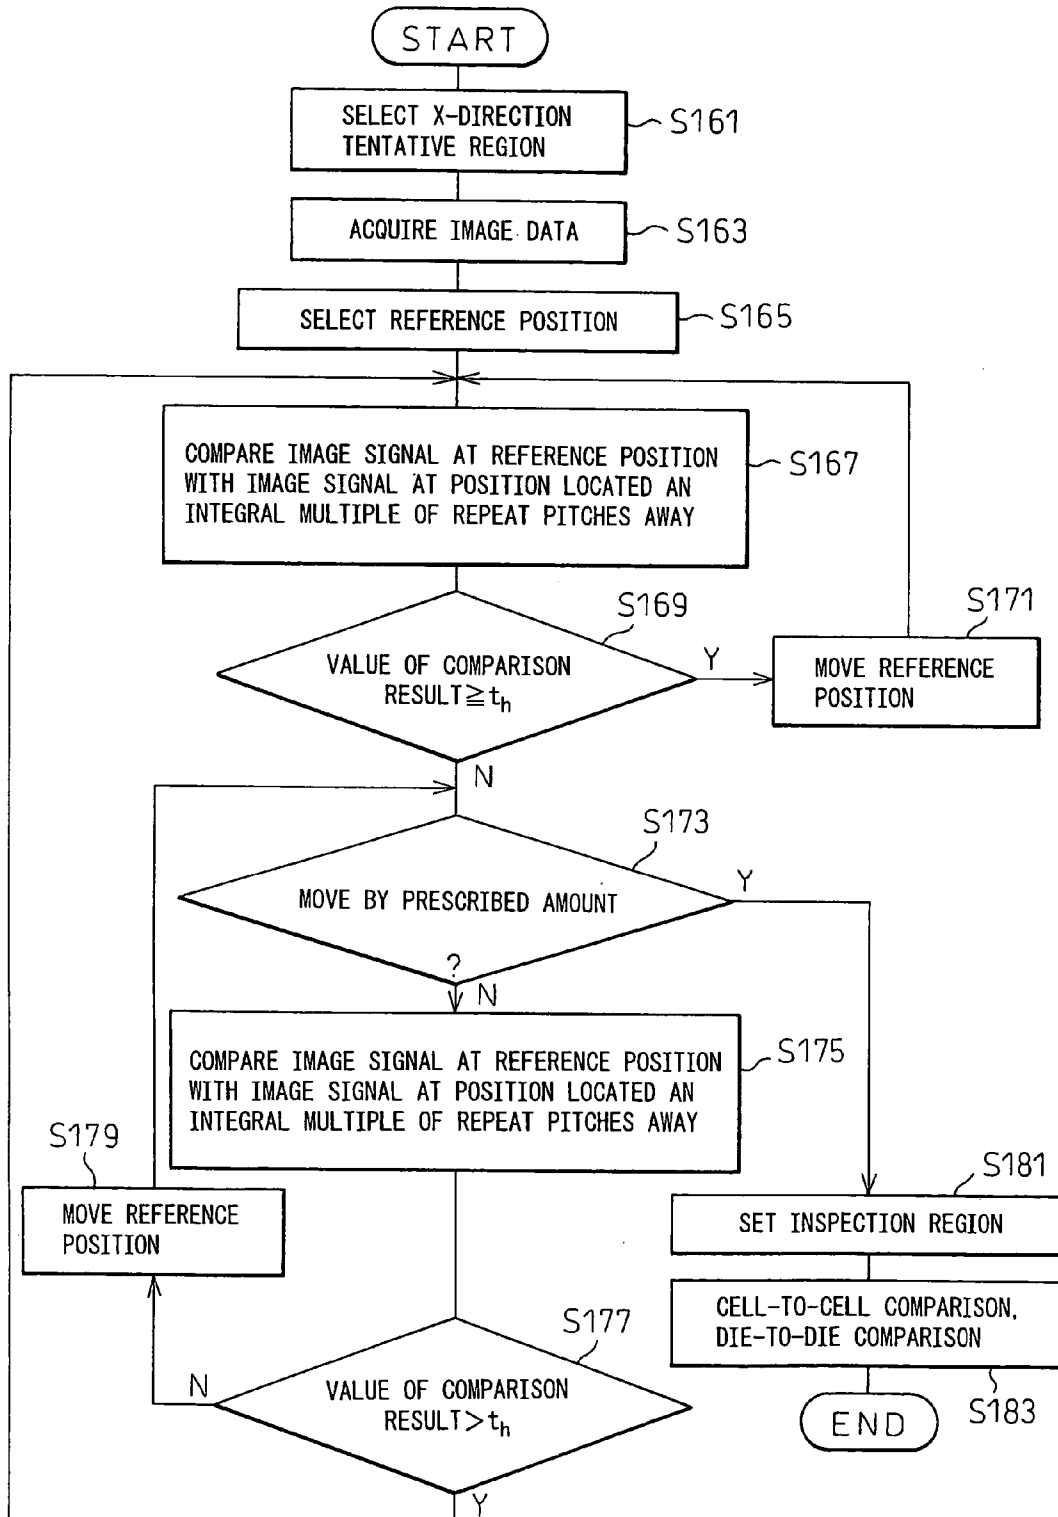 START
SELECT X-DIRECTION
TENTATIVE REGION
S161
ACQUIRE IMAGE DATA
S163
SELECT REFERENCE POSITION
S165
COMPARE IMAGE SIGNAL AT REFERENCE POSITION
WITH IMAGE SIGNAL AT POSITION LOCATED AN
INTEGRAL MULTIPLE OF REPEAT PITCHES AWAY
S167
S169
VALUE OF COMPARISON
RESULT≧th
Y
N
S171
MOVE REFERENCE
POSITION
S173
MOVE BY PRESCRIBED AMOUNT
?
Y
N
COMPARE IMAGE SIGNAL AT REFERENCE POSITION
WITH IMAGE SIGNAL AT POSITION LOCATED AN
INTEGRAL MULTIPLE OF REPEAT PITCHES AWAY
S175
S179
MOVE REFERENCE
POSITION
S177
VALUE OF COMPARISON
RESULT>th
N
Y
S181
SET INSPECTION REGION
CELL-TO-CELL COMPARISON,
DIE-TO-DIE COMPARISON
S183
END